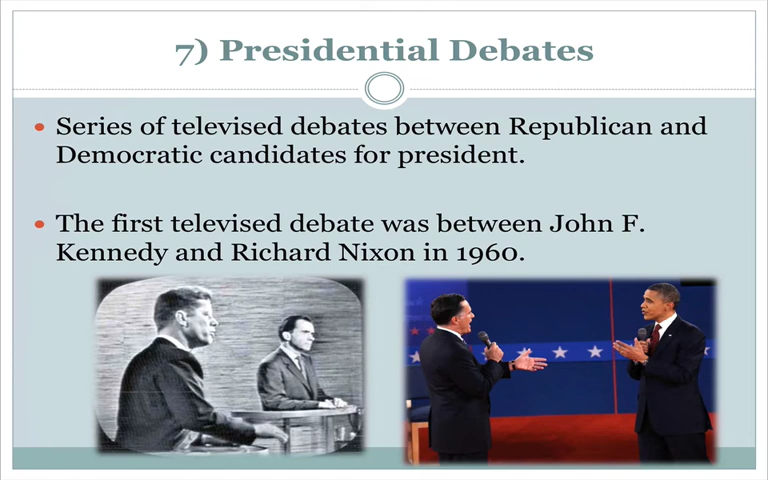 7) Presidential Debates
Series of televised debates between Republican and
Democratic candidates for president.
The first televised debate was between John F.
Kennedy and Richard Nixon in 1960.